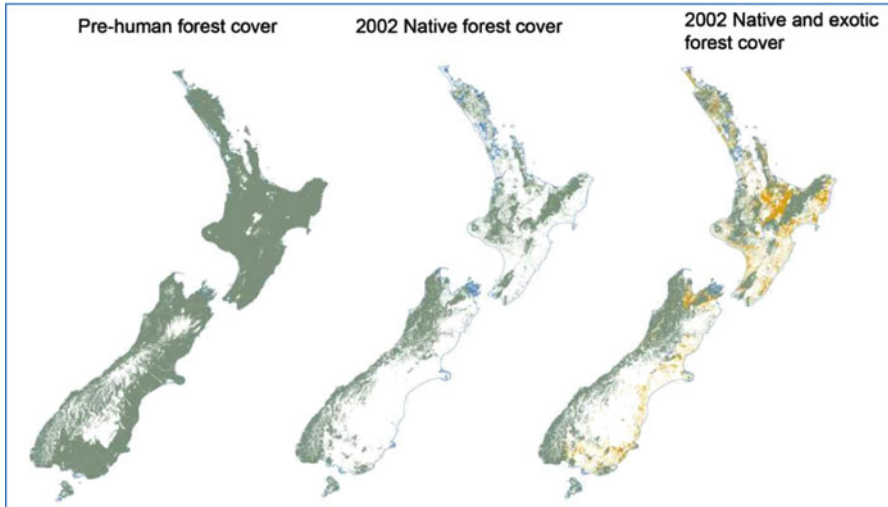 Pre-human forest cover
2002 Native forest cover
2002 Native and exotic
forest cover